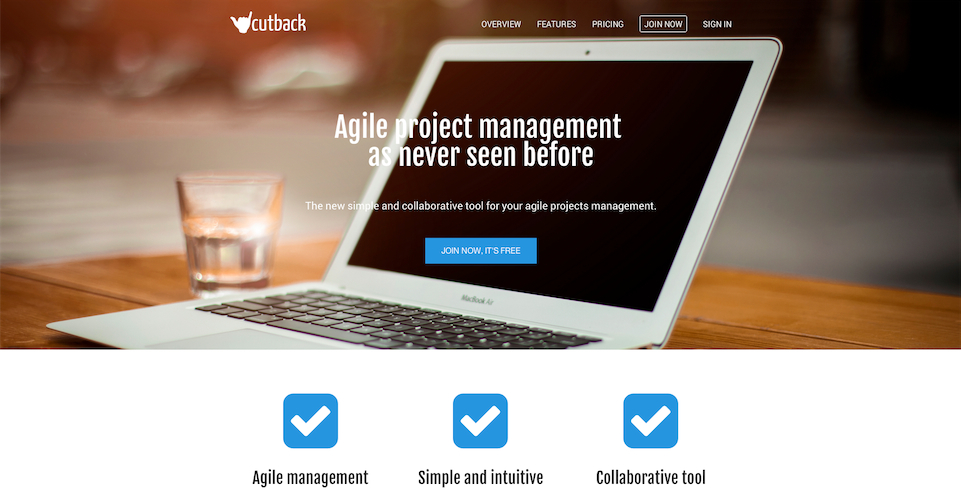 cutback
OVERVIEW FEATURES PRICING JOIN NOW SIGN IN
Agile project management
as never seen before
The new simple and collaborative tool for your agile projects management.
JOIN NOW, IT'S FREE
MacBook Air
Agile management Simple and intuitive Collaborative tool